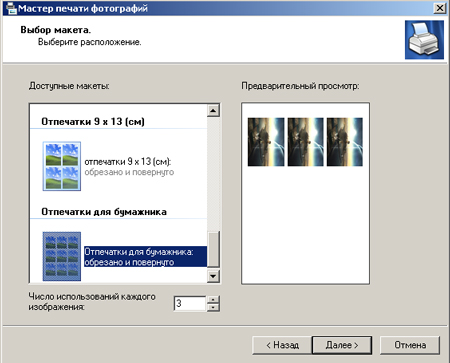 Мастер печати фотографий
Выбор макета.
Выберите расположение.
Доступные макеты:
Предварительный просмотр:
Отпечатки 9 x 13 (см)
отпечатки 9 x 13 (см):
обрезано и повернуто
Отпечатки для бумажника
Отпечатки для бумажника:
обрезано и повернуто
Число использований каждого
изображения:
3
< Назад
Далее >
Отмена